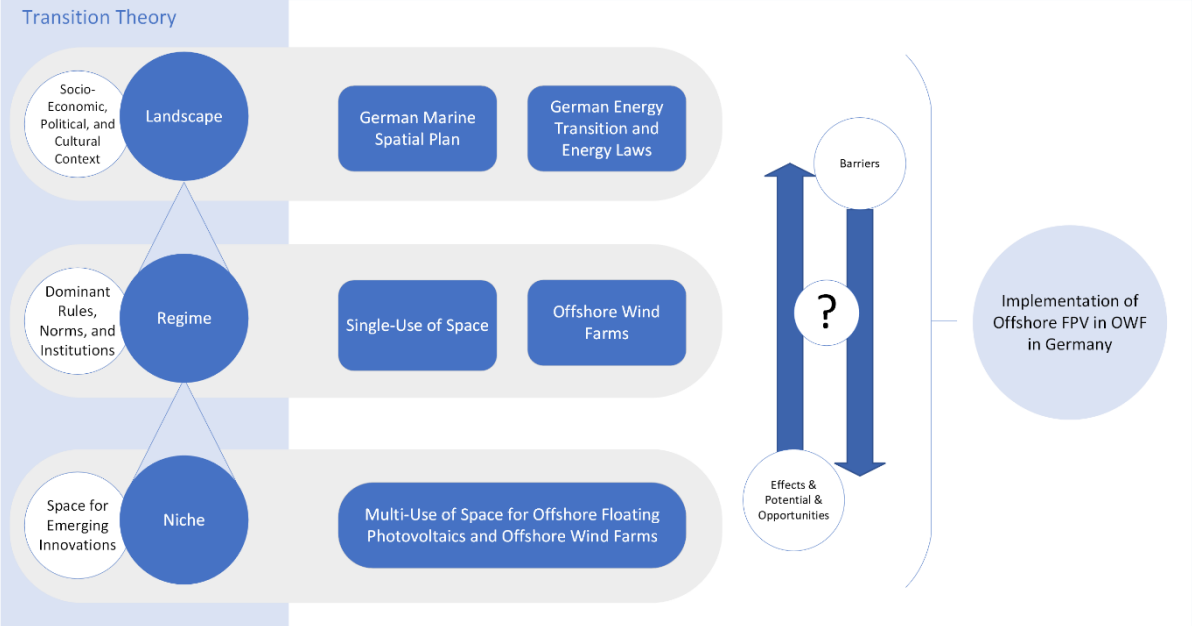 Transition Theory
Socio-
Economic,
Political, and
Cultural
Context
Landscape
German Marine
Spatial Plan
German Energy
Transition and
Energy Laws
Barriers
Dominant
Rules,
Norms, and
Institutions
Regime
Single-Use of Space
Offshore Wind
Farms
?
Implementation of
Offshore FPV in OWF
in Germany
Space for
Emerging
Innovations
Niche
Multi-Use of Space for Offshore Floating
Photovoltaics and Offshore Wind Farms
Effects &
Potential &
Opportunities